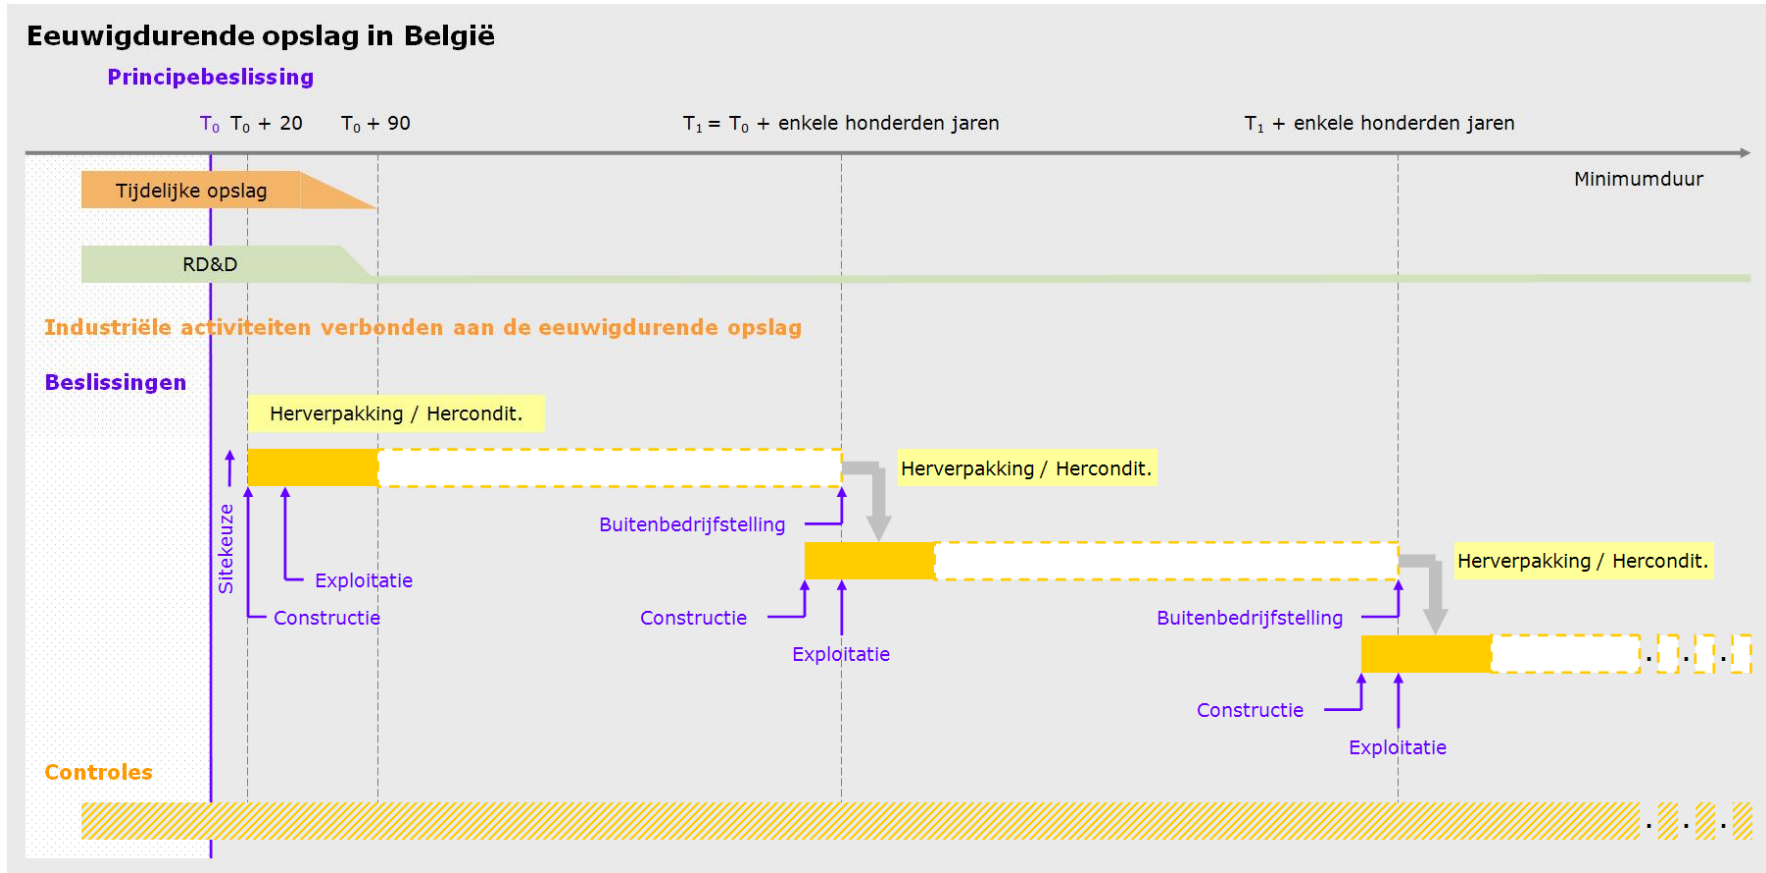 Eeuwigdurende opslag in België
Principebeslissing
T₀ T₀ + 20 T₀ + 90 T₁ = T₀ + enkele honderden jaren T₁ + enkele honderden jaren
Minimumduur
Tijdelijke opslag
RD&D
Industriële activiteiten verbonden aan de eeuwigdurende opslag
Beslissingen
Herverpakking / Hercondit.
Herverpakking / Hercondit.
Sitekeuze
Buitenbedrijfstelling
Exploitatie
Herverpakking / Hercondit.
Constructie
Constructie
Buitenbedrijfstelling
Exploitatie
Constructie
Exploitatie
Controles